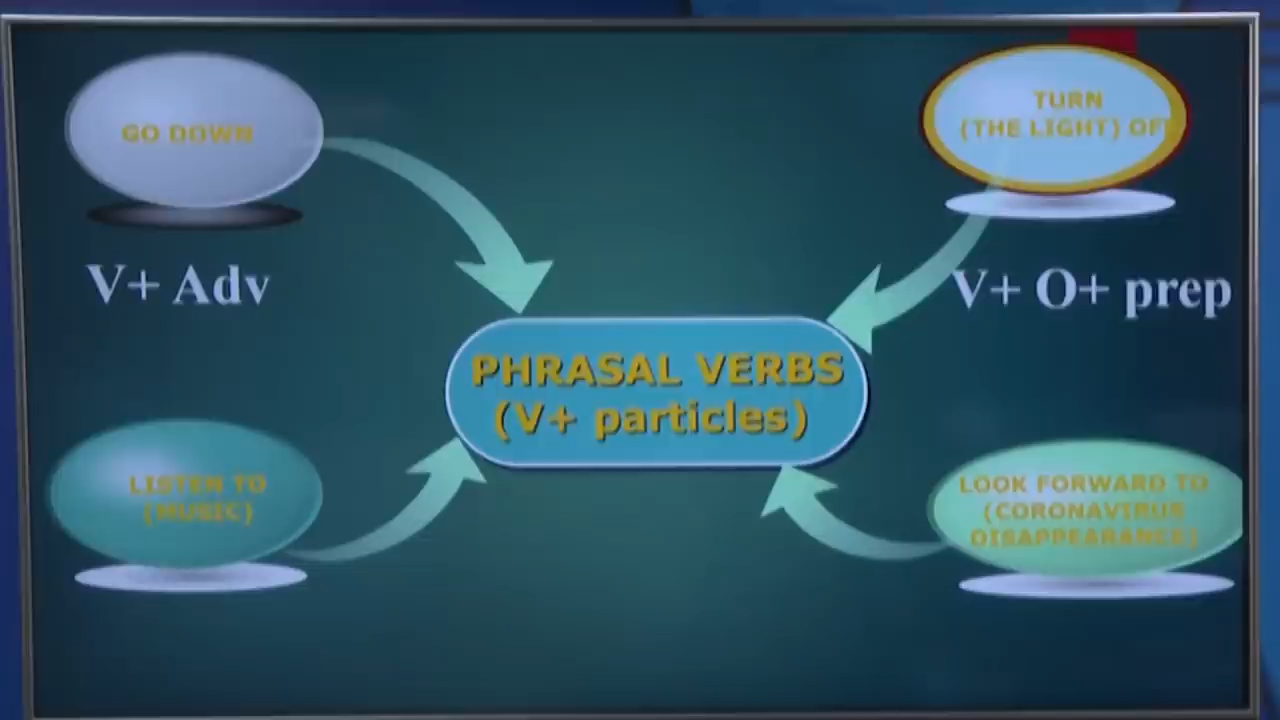 GO DOWN
V+ Adv
TURN
(THE LIGHT) OF
V+ O+ prep
PHRASAL VERBS
(V+ particles)
LISTEN TO
(MUSIC)
LOOK FORWARD TO
(CORONAVIRUS
DISAPPEARANCE)